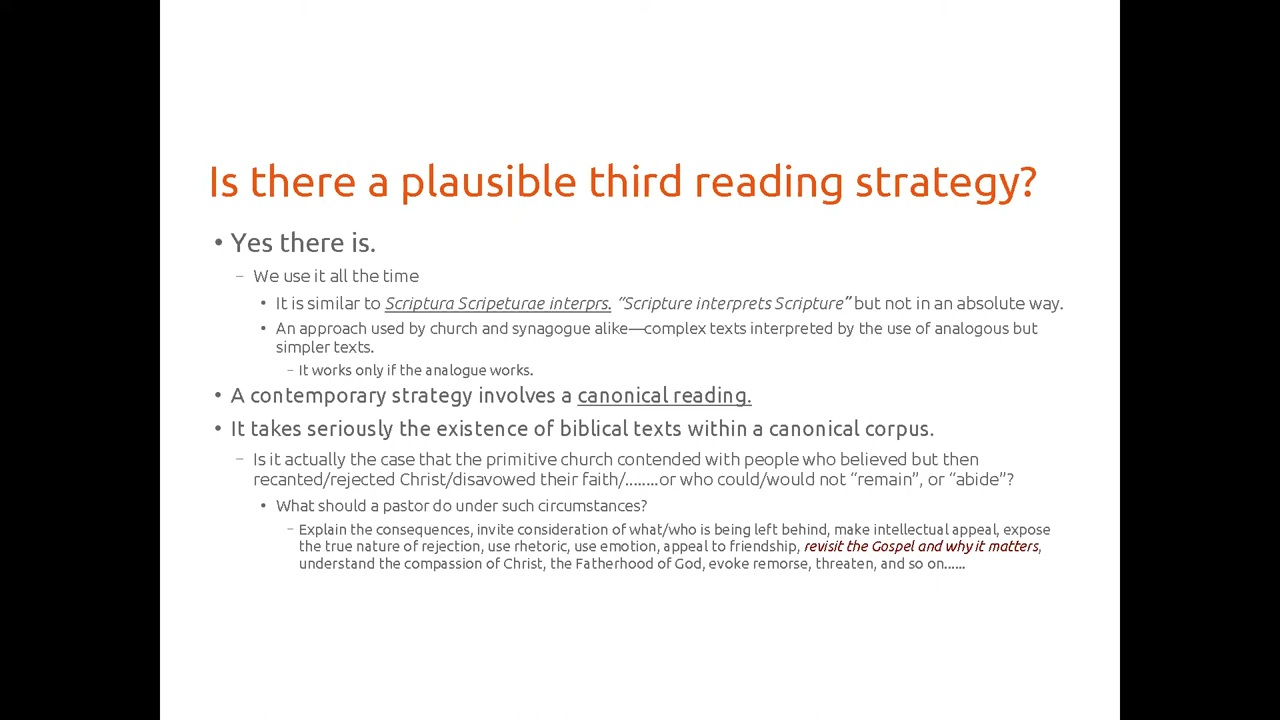 Is there a plausible third reading strategy?
• Yes there is.
– We use it all the time
• It is similar to Scriptura Scripeturae interprs. “Scripture interprets Scripture” but not in an absolute way.
• An approach used by church and synagogue alike—complex texts interpreted by the use of analogous but
simpler texts.
– It works only if the analogue works.
• A contemporary strategy involves a canonical reading.
• It takes seriously the existence of biblical texts within a canonical corpus.
– Is it actually the case that the primitive church contended with people who believed but then
recanted/rejected Christ/disavowed their faith/........or who could/would not “remain”, or “abide”?
• What should a pastor do under such circumstances?
– Explain the consequences, invite consideration of what/who is being left behind, make intellectual appeal, expose
the true nature of rejection, use rhetoric, use emotion, appeal to friendship, revisit the Gospel and why it matters,
understand the compassion of Christ, the Fatherhood of God, evoke remorse, threaten, and so on......